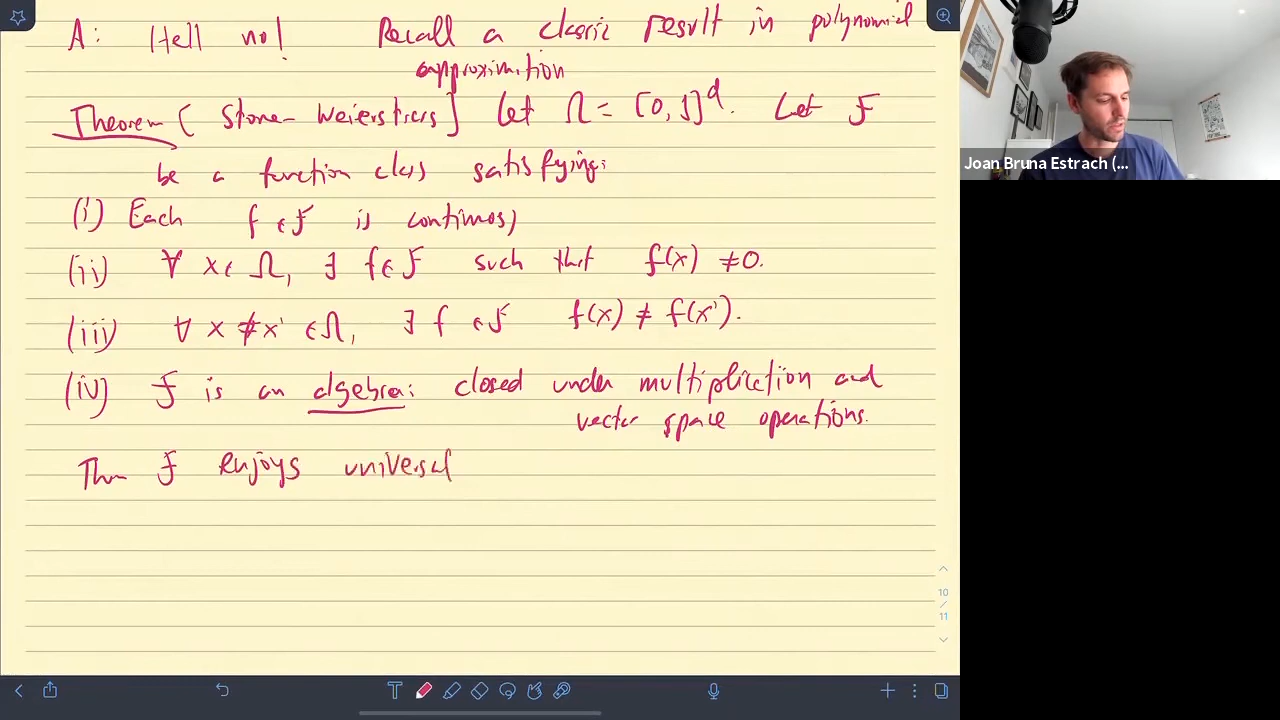 A: Hell no! Recall a classic result in polynomial
approximation
Theorem [Stone-Weierstrass] Let Ω = [0,1]^d. Let F
be a function class satisfying:
(i) Each f ∈ F is continuous,
(ii) ∀ x ∈ Ω, ∃ f ∈ F such that f(x) ≠ 0.
(iii) ∀ x ≠ x' ∈ Ω, ∃ f ∈ F f(x) ≠ f(x').
(iv) F is an algebra: closed under multiplication and
vector space operations.
Then F enjoys universal
Joan Bruna Estrach (...
10
/
11
T